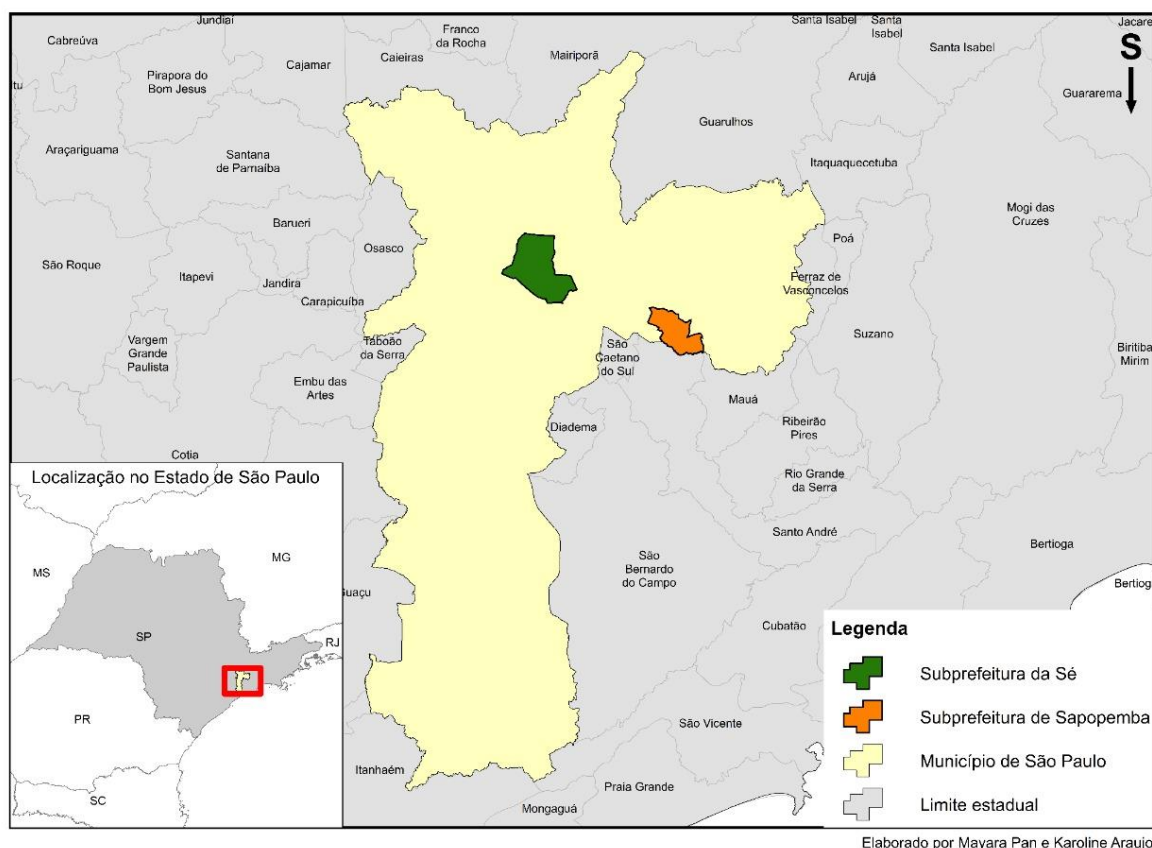 Jundiaí
Cabreúva
Pirapora do
Bom Jesus
Cajamar
Caieiras
Franco
da Rocha
Mairiporã
Santa Isabel
Santa
Isabel
Santa Isabel
Jacare
S
Arujá
Guararema
tu
Guarulhos
Araçariguama
Santana
de Parnaíba
Itaquaquecetuba
Barueri
Mogi das
Cruzes
Osasco
Poá
São Roque
Itapevi
Jandira
Carapicuíba
Ferraz de
Vasconcelos
Suzano
Vargem
Grande
Paulista
Taboão
da Serra
São
Caetano
do Sul
Biritiba
Mirim
Embu das
Artes
Mauá
Diadema
Ribeirão
Pires
Cotia
Rio Grande
da Serra
Santo André
São
Bernardo
do Campo
Bertioga
Bertiog
Guaçu
Cubatão
São Vicente
Itanhaém
Praia Grande
Mongaguá
Localização no Estado de São Paulo
MS
MG
SP
RJ
PR
SC
Legenda
Subprefeitura da Sé
Subprefeitura de Sapopemba
Município de São Paulo
Limite estadual
Elaborado por Mayara Pan e Karoline Araujo